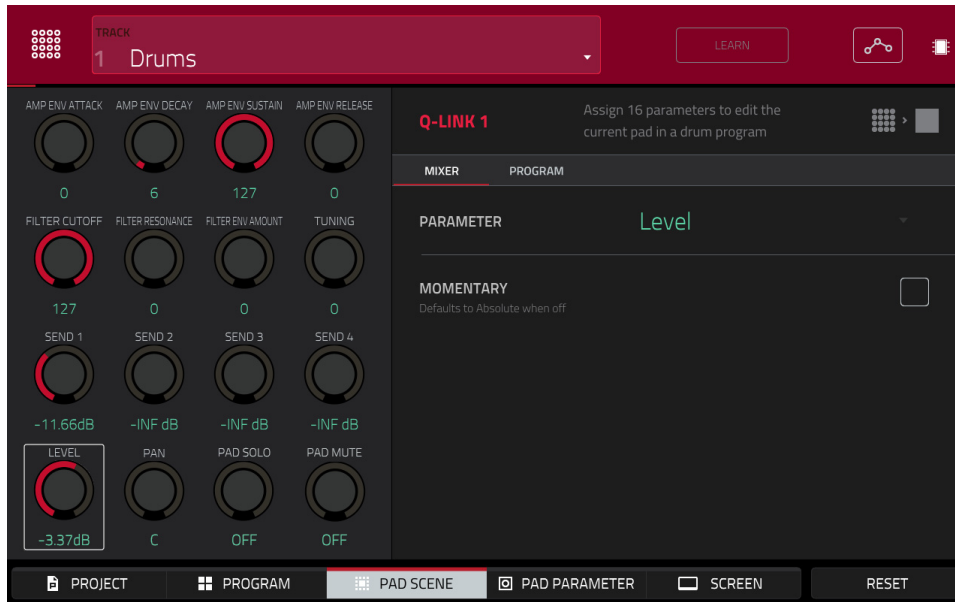 TRACK
1 Drums
LEARN
AMP ENV ATTACK AMP ENV DECAY AMP ENV SUSTAIN AMP ENV RELEASE
0 6 127 0
FILTER CUTOFF FILTER RESONANCE FILTER ENV AMOUNT TUNING
127 0 0 0
SEND 1 SEND 2 SEND 3 SEND 4
-11.66dB -INF dB -INF dB -INF dB
LEVEL PAN PAD SOLO PAD MUTE
-3.37dB C OFF OFF
Q-LINK 1
Assign 16 parameters to edit the
current pad in a drum program
MIXER PROGRAM
PARAMETER Level
MOMENTARY
Defaults to Absolute when off
PROJECT PROGRAM PAD SCENE PAD PARAMETER SCREEN RESET